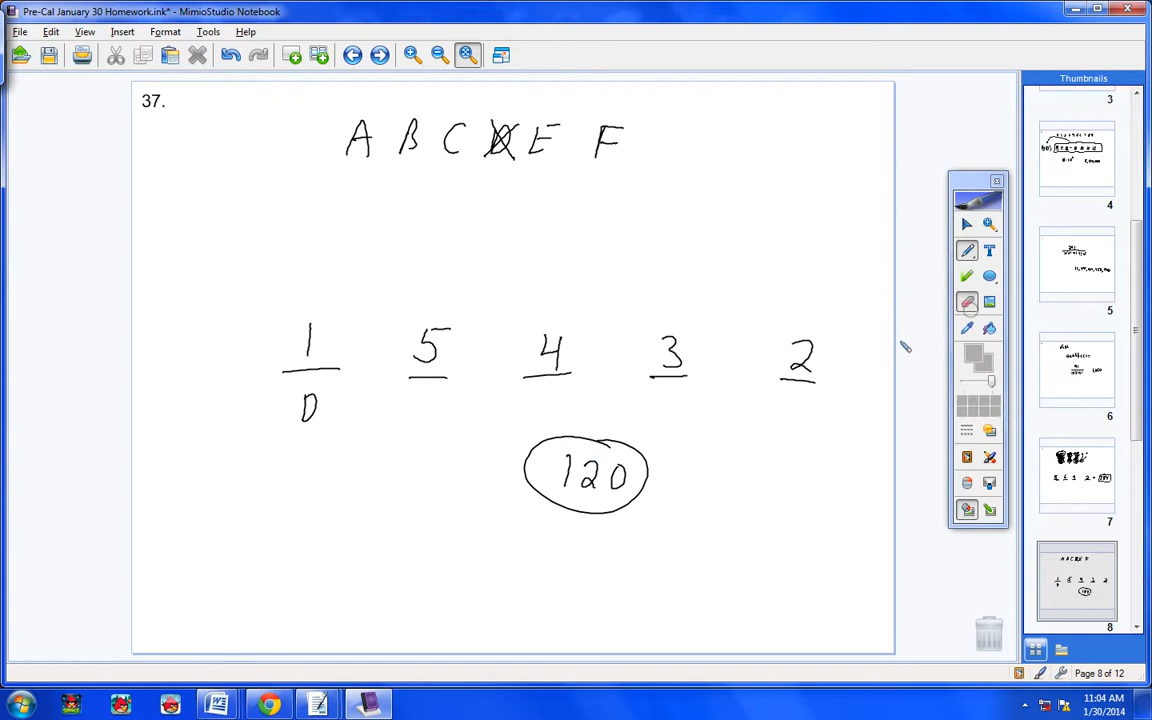 Pre-Cal January 30 Homework.ink* - MimioStudio Notebook
File Edit View Insert Format Tools Help
Thumbnails
37.
A B C D E F
1 5 4 3 2
D
120
3
4
5
6
7
8
Page 8 of 12
11:04 AM
1/30/2014